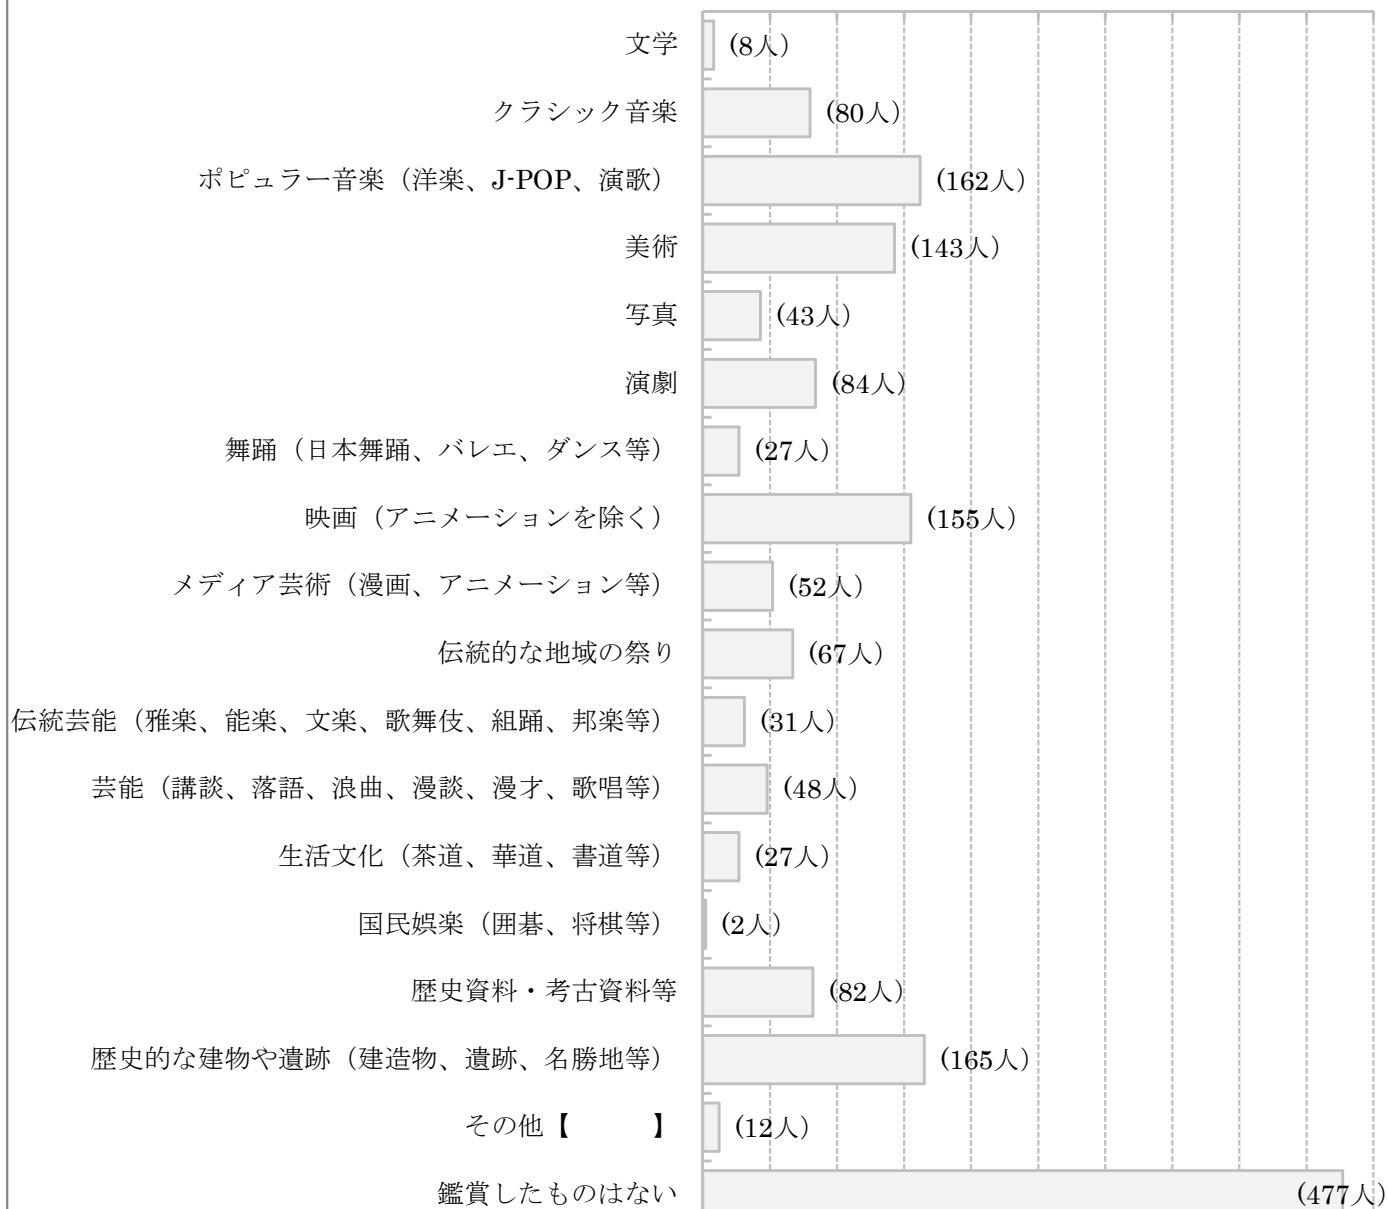 文学 (8人)
クラシック音楽 (80人)
ポピュラー音楽（洋楽、J-POP、演歌） (162人)
美術 (143人)
写真 (43人)
演劇 (84人)
舞踊（日本舞踊、バレエ、ダンス等） (27人)
映画（アニメーションを除く） (155人)
メディア芸術（漫画、アニメーション等） (52人)
伝統的な地域の祭り (67人)
伝統芸能（雅楽、能楽、文楽、歌舞伎、組踊、邦楽等） (31人)
芸能（講談、落語、浪曲、漫談、漫才、歌唱等） (48人)
生活文化（茶道、華道、書道等） (27人)
国民娯楽（囲碁、将棋等） (2人)
歴史資料・考古資料等 (82人)
歴史的な建物や遺跡（建造物、遺跡、名勝地等） (165人)
その他【　　　】 (12人)
鑑賞したものはない (477人)